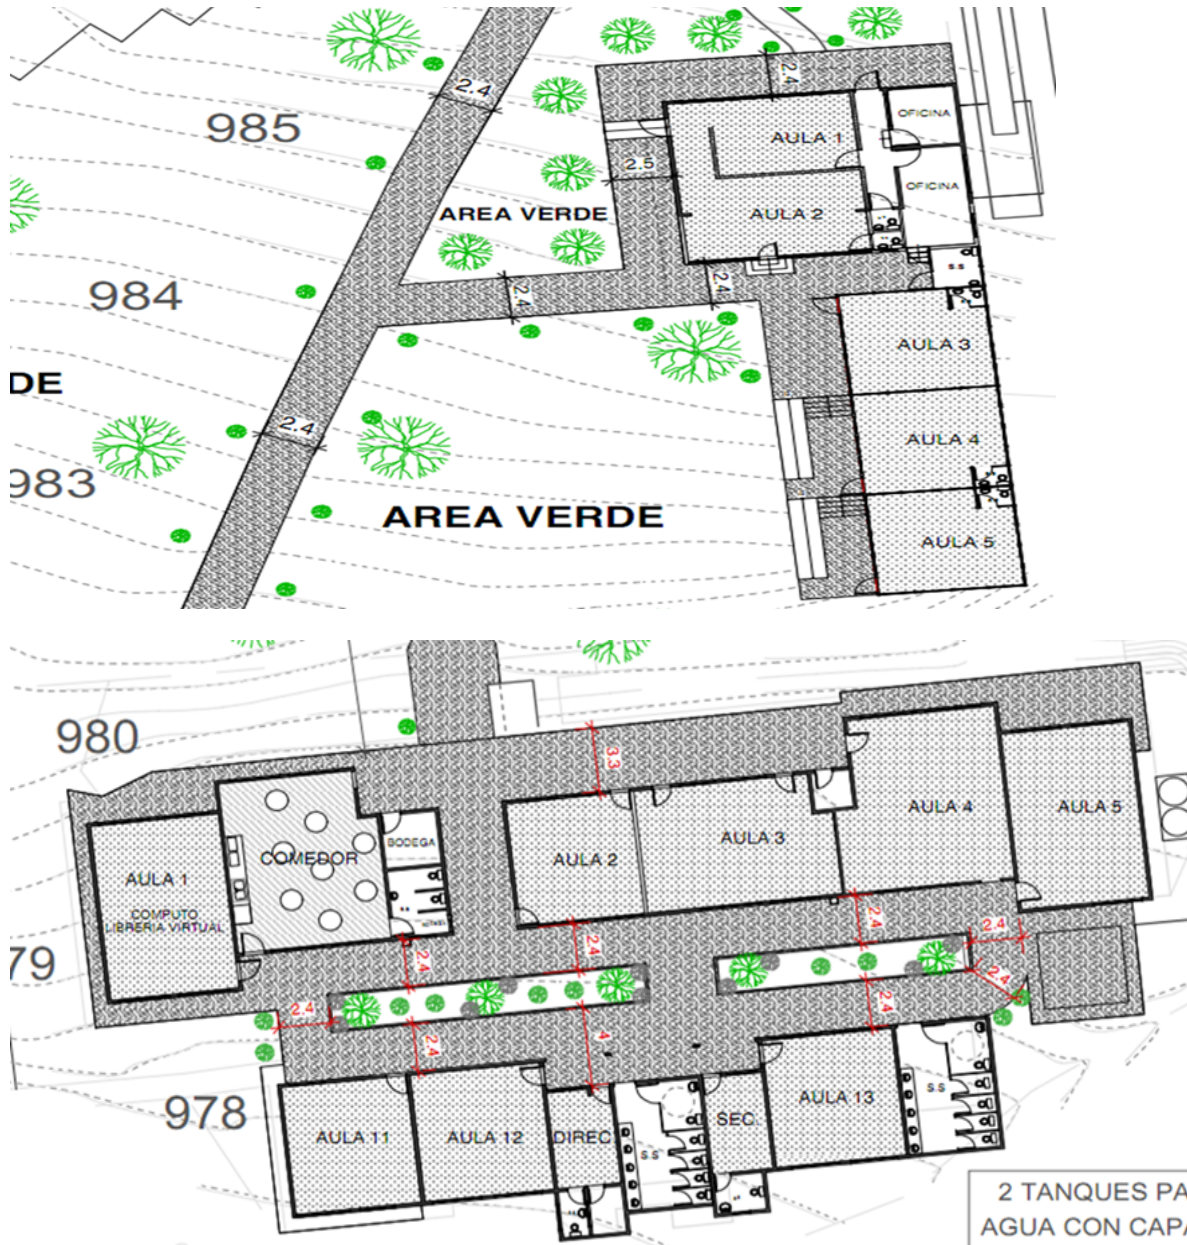 985
2.4
2.4
AULA 1
OFICINA
2.5
OFICINA
AREA VERDE
AULA 2
984
2.4
2.4
S.S
AULA 3
DE
2.4
AULA 4
983
AREA VERDE
AULA 5
980
3.3
AULA 4
AULA 5
AULA 3
BODEGA
COMEDOR
AULA 2
AULA 1
COMPUTO
LIBRERIA VIRTUAL
79
2.4
2.4
2.4
2.4
2.4
2.4
2.4
4
2.4
978
S.S
AULA 13
SEC.
AULA 11
AULA 12
DIREC.
S.S
2 TANQUES PA
AGUA CON CAPA